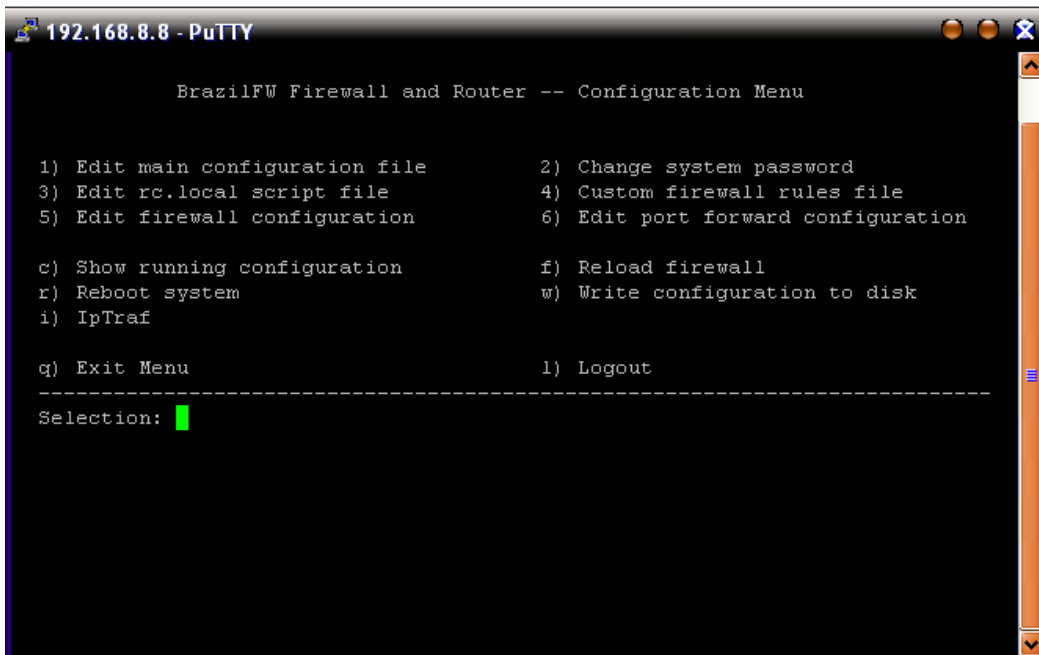 192.168.8.8 - PuTTY
BrazilFW Firewall and Router -- Configuration Menu
1) Edit main configuration file 2) Change system password
3) Edit rc.local script file 4) Custom firewall rules file
5) Edit firewall configuration 6) Edit port forward configuration
c) Show running configuration f) Reload firewall
r) Reboot system w) Write configuration to disk
i) IpTraf
q) Exit Menu l) Logout
----------------------------------------------------------------------------
Selection: